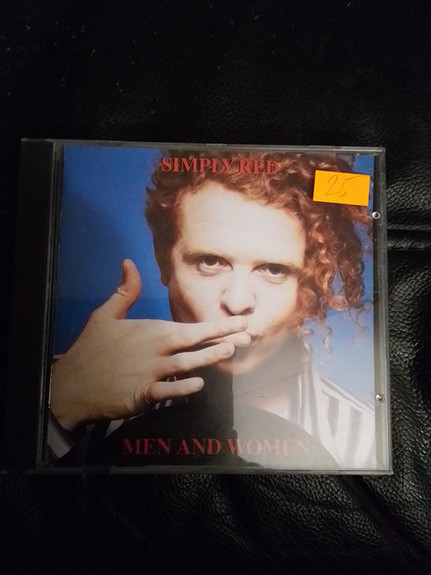 SIMPLY RED
25
MEN AND WOMEN